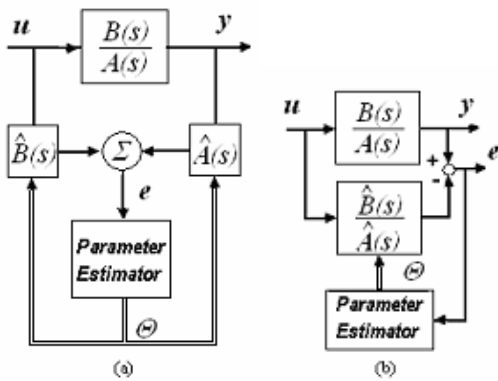 u
y
B(s)
A(s)
B̂(s)
Σ
Â(s)
e
Parameter
Estimator
Θ
(a)
u
B(s)
A(s)
y
+
-
e
B̂(s)
Â(s)
Θ
Parameter
Estimator
(b)